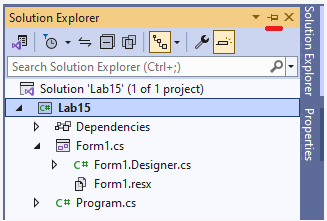 Solution Explorer
Search Solution Explorer (Ctrl+;)
Solution 'Lab15' (1 of 1 project)
C# Lab15
Dependencies
Form1.cs
C# Form1.Designer.cs
Form1.resx
C# Program.cs
Solution Explorer
Properties